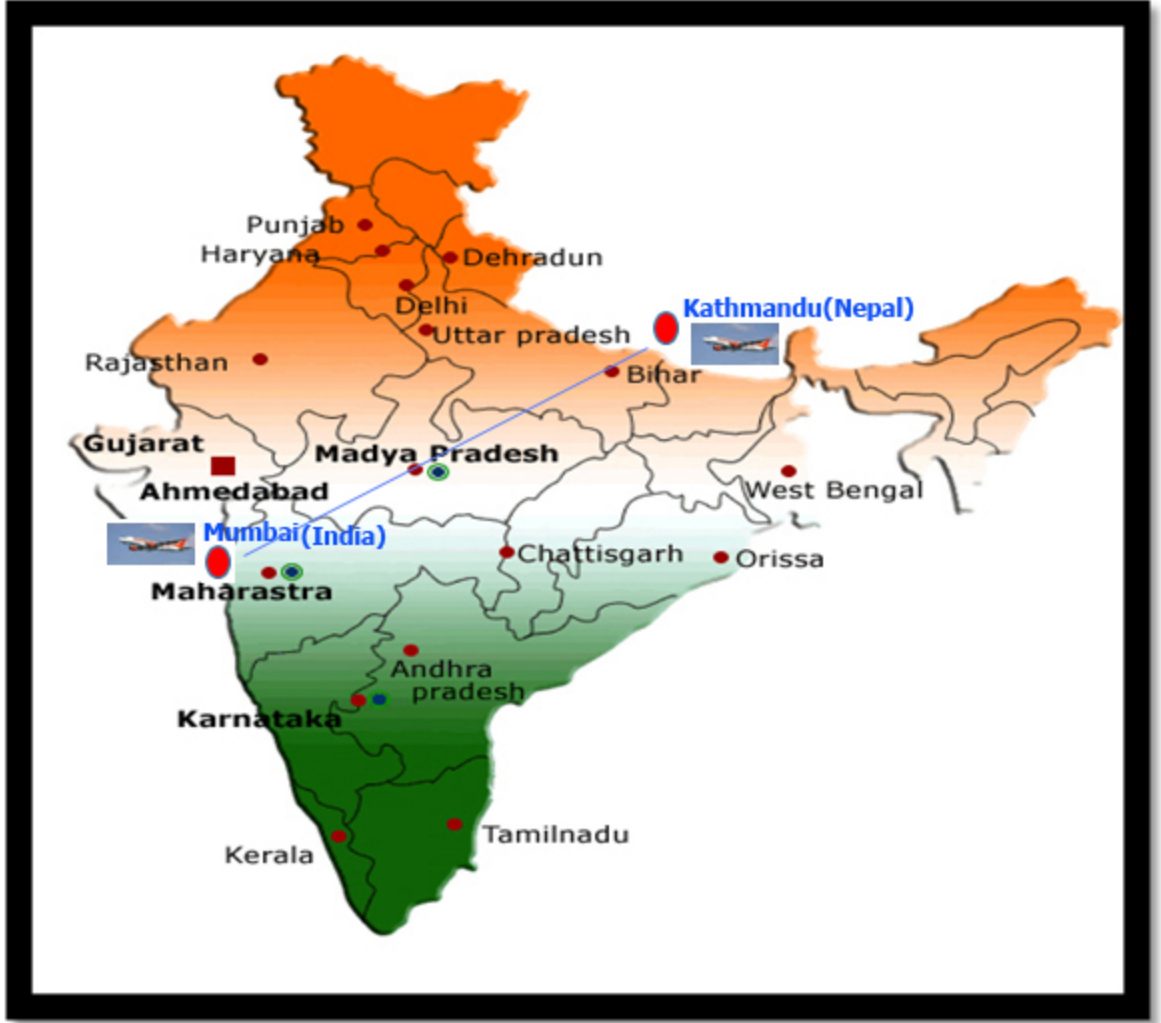 Punjab
Haryana
Dehradun
Delhi
Kathmandu(Nepal)
Uttar pradesh
Rajasthan
Bihar
Gujarat
Madya Pradesh
Ahmedabad
West Bengal
Mumbai(India)
Chattisgarh
Orissa
Maharastra
Andhra
pradesh
Karnataka
Tamilnadu
Kerala